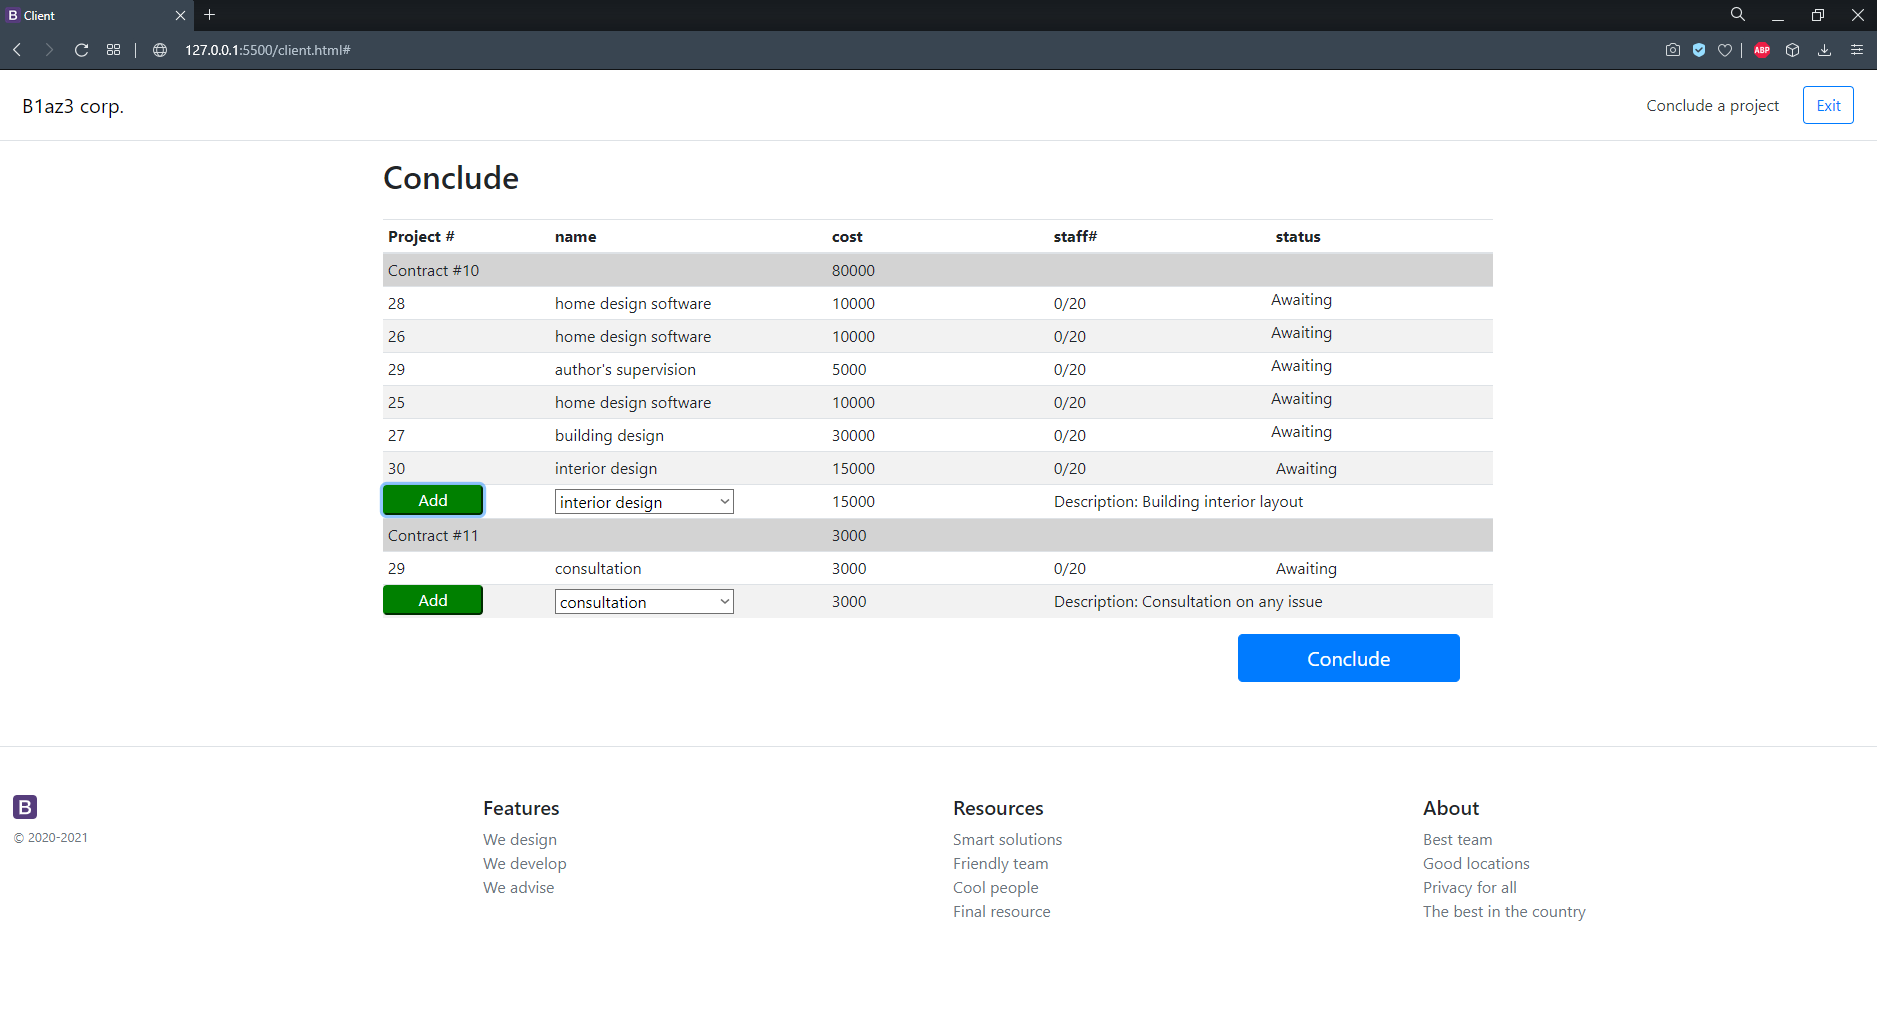 B Client
127.0.0.1:5500/client.html#
ABP
B1az3 corp.
Conclude a project
Exit
Conclude
Project # name cost staff# status
Contract #10 80000
28 home design software 10000 0/20 Awaiting
26 home design software 10000 0/20 Awaiting
29 author's supervision 5000 0/20 Awaiting
25 home design software 10000 0/20 Awaiting
27 building design 30000 0/20 Awaiting
30 interior design 15000 0/20 Awaiting
Add interior design 15000 Description: Building interior layout
Contract #11 3000
29 consultation 3000 0/20 Awaiting
Add consultation 3000 Description: Consultation on any issue
Conclude
B
© 2020-2021
Features
We design
We develop
We advise
Resources
Smart solutions
Friendly team
Cool people
Final resource
About
Best team
Good locations
Privacy for all
The best in the country